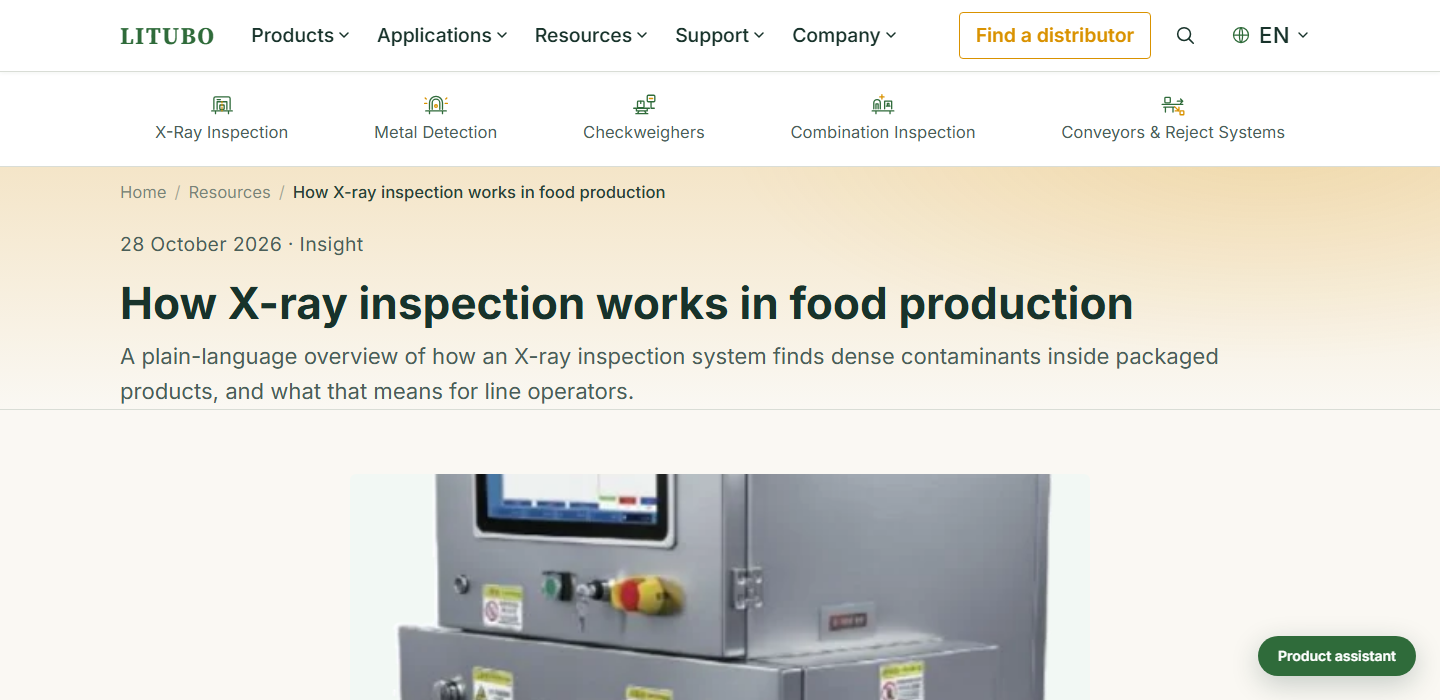 LITUBO
Products
Applications
Resources
Support
Company
Find a distributor
EN
X-Ray Inspection
Metal Detection
Checkweighers
Combination Inspection
Conveyors & Reject Systems
Home / Resources / How X-ray inspection works in food production
28 October 2026 · Insight
How X-ray inspection works in food production
A plain-language overview of how an X-ray inspection system finds dense contaminants inside packaged
products, and what that means for line operators.
Product assistant